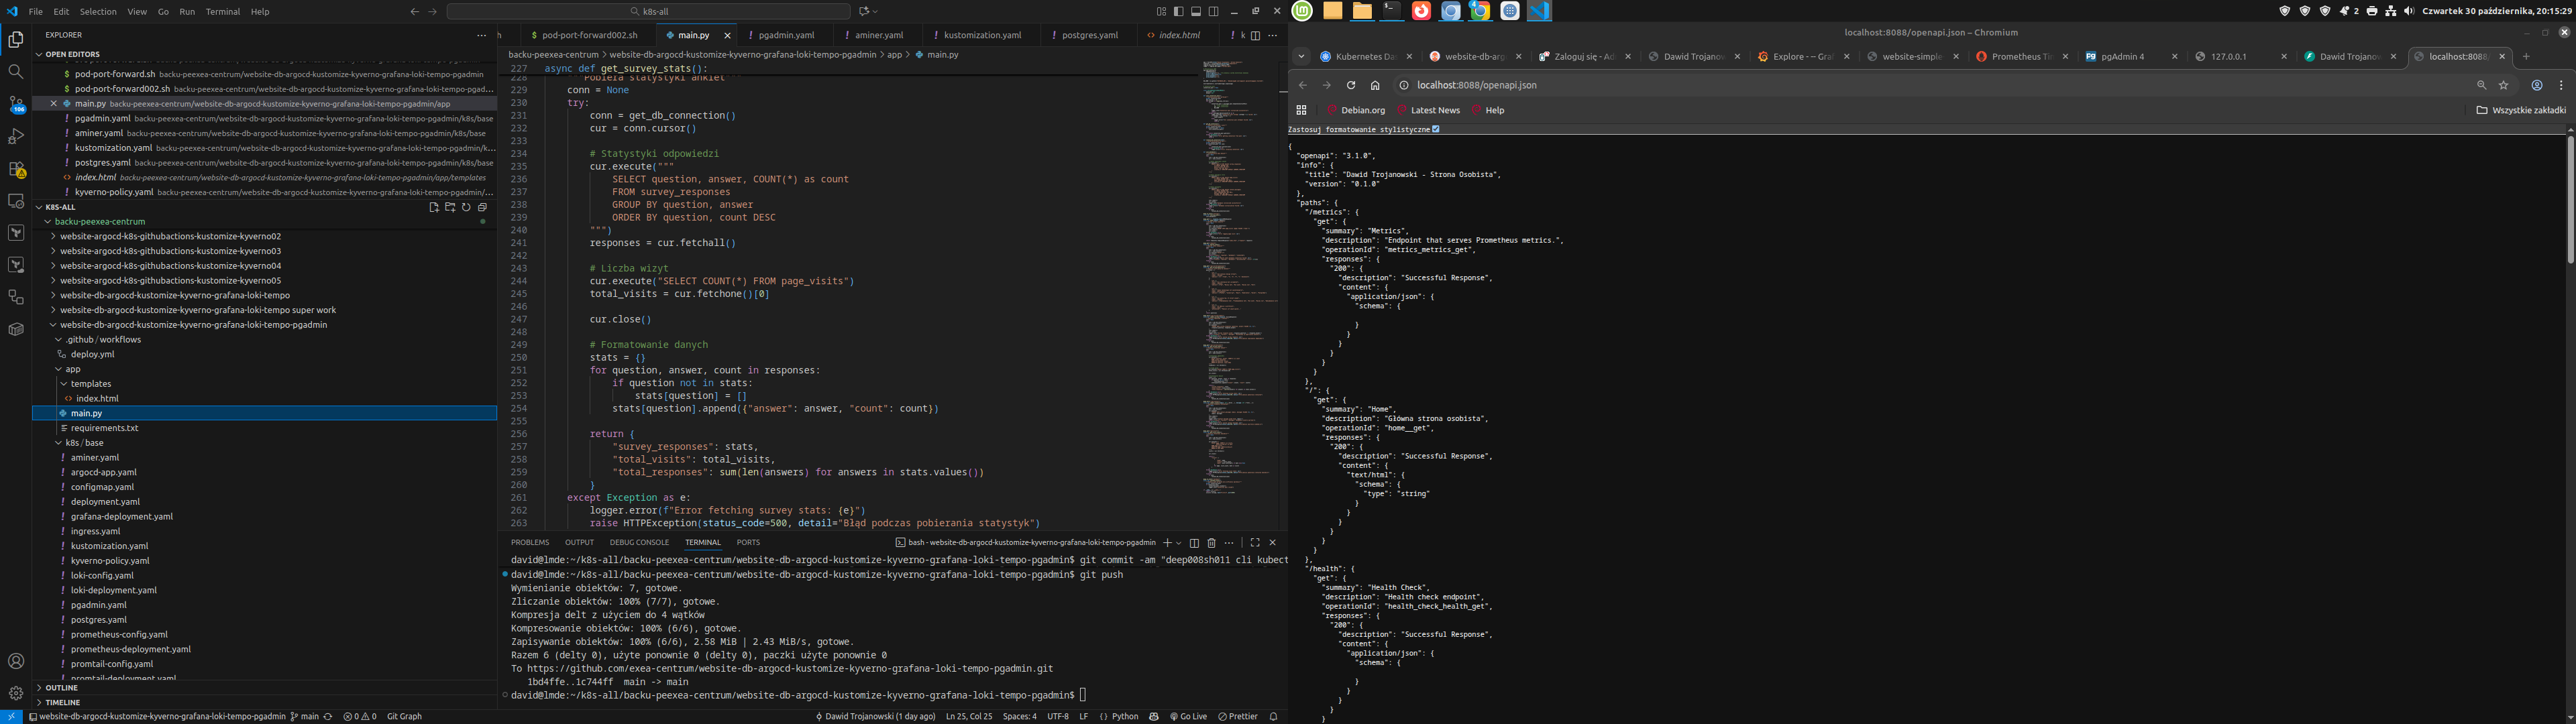 File Edit Selection View Go Run Terminal Help
k8s-all
Czwartek 30 października, 20:15:29
EXPLORER
OPEN EDITORS
pod-port-forward.sh backu-peexea-centrum/website-db-argocd-kustomize-kyverno-grafana-loki-tempo-pgadmin
pod-port-forward002.sh backu-peexea-centrum/website-db-argocd-kustomize-kyverno-grafana-loki-tempo-pgad...
main.py backu-peexea-centrum/website-db-argocd-kustomize-kyverno-grafana-loki-tempo-pgadmin/app
pgadmin.yaml backu-peexea-centrum/website-db-argocd-kustomize-kyverno-grafana-loki-tempo-pgadmin/k8s/base
aminer.yaml backu-peexea-centrum/website-db-argocd-kustomize-kyverno-grafana-loki-tempo-pgadmin/k8s/base
kustomization.yaml backu-peexea-centrum/website-db-argocd-kustomize-kyverno-grafana-loki-tempo-pgadmin/k...
postgres.yaml backu-peexea-centrum/website-db-argocd-kustomize-kyverno-grafana-loki-tempo-pgadmin/k8s/base
index.html backu-peexea-centrum/website-db-argocd-kustomize-kyverno-grafana-loki-tempo-pgadmin/app/templates
kyverno-policy.yaml backu-peexea-centrum/website-db-argocd-kustomize-kyverno-grafana-loki-tempo-pgadmin/...
K8S-ALL
backu-peexea-centrum
website-argocd-k8s-githubactions-kustomize-kyverno02
website-argocd-k8s-githubactions-kustomize-kyverno03
website-argocd-k8s-githubactions-kustomize-kyverno04
website-argocd-k8s-githubactions-kustomize-kyverno05
website-db-argocd-kustomize-kyverno-grafana-loki-tempo
website-db-argocd-kustomize-kyverno-grafana-loki-tempo super work
website-db-argocd-kustomize-kyverno-grafana-loki-tempo-pgadmin
.github / workflows
deploy.yml
app
templates
index.html
main.py
requirements.txt
k8s / base
aminer.yaml
argocd-app.yaml
configmap.yaml
deployment.yaml
grafana-deployment.yaml
ingress.yaml
kustomization.yaml
kyverno-policy.yaml
loki-config.yaml
loki-deployment.yaml
pgadmin.yaml
postgres.yaml
prometheus-config.yaml
prometheus-deployment.yaml
promtail-config.yaml
promtail-deployment.yaml
OUTLINE
TIMELINE
106
h pod-port-forward002.sh main.py pgadmin.yaml aminer.yaml kustomization.yaml postgres.yaml index.html k
backu-peexea-centrum > website-db-argocd-kustomize-kyverno-grafana-loki-tempo-pgadmin > app > main.py
227 async def get_survey_stats():
228 """Pobiera statystyki ankiet"""
229 conn = None
230 try:
231 conn = get_db_connection()
232 cur = conn.cursor()
233
234 # Statystyki odpowiedzi
235 cur.execute("""
236 SELECT question, answer, COUNT(*) as count
237 FROM survey_responses
238 GROUP BY question, answer
239 ORDER BY question, count DESC
240 """)
241 responses = cur.fetchall()
242
243 # Liczba wizyt
244 cur.execute("SELECT COUNT(*) FROM page_visits")
245 total_visits = cur.fetchone()[0]
246
247 cur.close()
248
249 # Formatowanie danych
250 stats = {}
251 for question, answer, count in responses:
252 if question not in stats:
253 stats[question] = []
254 stats[question].append({"answer": answer, "count": count})
255
256 return {
257 "survey_responses": stats,
258 "total_visits": total_visits,
259 "total_responses": sum(len(answers) for answers in stats.values())
260 }
261 except Exception as e:
262 logger.error(f"Error fetching survey stats: {e}")
263 raise HTTPException(status_code=500, detail="Błąd podczas pobierania statystyk")
PROBLEMS OUTPUT DEBUG CONSOLE TERMINAL PORTS
bash - website-db-argocd-kustomize-kyverno-grafana-loki-tempo-pgadmin
david@lmde:~/k8s-all/backu-peexea-centrum/website-db-argocd-kustomize-kyverno-grafana-loki-tempo-pgadmin$ git commit -am "deep008sh011 cli kubect
david@lmde:~/k8s-all/backu-peexea-centrum/website-db-argocd-kustomize-kyverno-grafana-loki-tempo-pgadmin$ git push
Wymienianie obiektów: 7, gotowe.
Zliczanie obiektów: 100% (7/7), gotowe.
Kompresja delt z użyciem do 4 wątków
Kompresowanie obiektów: 100% (6/6), gotowe.
Zapisywanie obiektów: 100% (6/6), 2.58 MiB | 2.43 MiB/s, gotowe.
Razem 6 (delty 0), użyte ponownie 0 (delty 0), paczki użyte ponownie 0
To https://github.com/exea-centrum/website-db-argocd-kustomize-kyverno-grafana-loki-tempo-pgadmin.git
1bd4ffe..1c744ff main -> main
david@lmde:~/k8s-all/backu-peexea-centrum/website-db-argocd-kustomize-kyverno-grafana-loki-tempo-pgadmin$
website-db-argocd-kustomize-kyverno-grafana-loki-tempo-pgadmin main 0 0 Git Graph
Dawid Trojanowski (1 day ago) Ln 25, Col 25 Spaces: 4 UTF-8 LF Python Go Live Prettier
localhost:8088/openapi.json – Chromium
Kubernetes Das website-db-argo Zaloguj się - Ad Dawid Trojanow Explore - – Graf website-simple Prometheus Tim pgAdmin 4 127.0.0.1 Dawid Trojanow localhost:8088/
localhost:8088/openapi.json
Debian.org Latest News Help Wszystkie zakładki
Zastosuj formatowanie stylistyczne
{
"openapi": "3.1.0",
"info": {
"title": "Dawid Trojanowski - Strona Osobista",
"version": "0.1.0"
},
"paths": {
"/metrics": {
"get": {
"summary": "Metrics",
"description": "Endpoint that serves Prometheus metrics.",
"operationId": "metrics_metrics_get",
"responses": {
"200": {
"description": "Successful Response",
"content": {
"application/json": {
"schema": {
}
}
}
}
}
}
},
"/": {
"get": {
"summary": "Home",
"description": "Główna strona osobista",
"operationId": "home__get",
"responses": {
"200": {
"description": "Successful Response",
"content": {
"text/html": {
"schema": {
"type": "string"
}
}
}
}
}
}
},
"/health": {
"get": {
"summary": "Health Check",
"description": "Health check endpoint",
"operationId": "health_check_health_get",
"responses": {
"200": {
"description": "Successful Response",
"content": {
"application/json": {
"schema": {
}
}
}
}